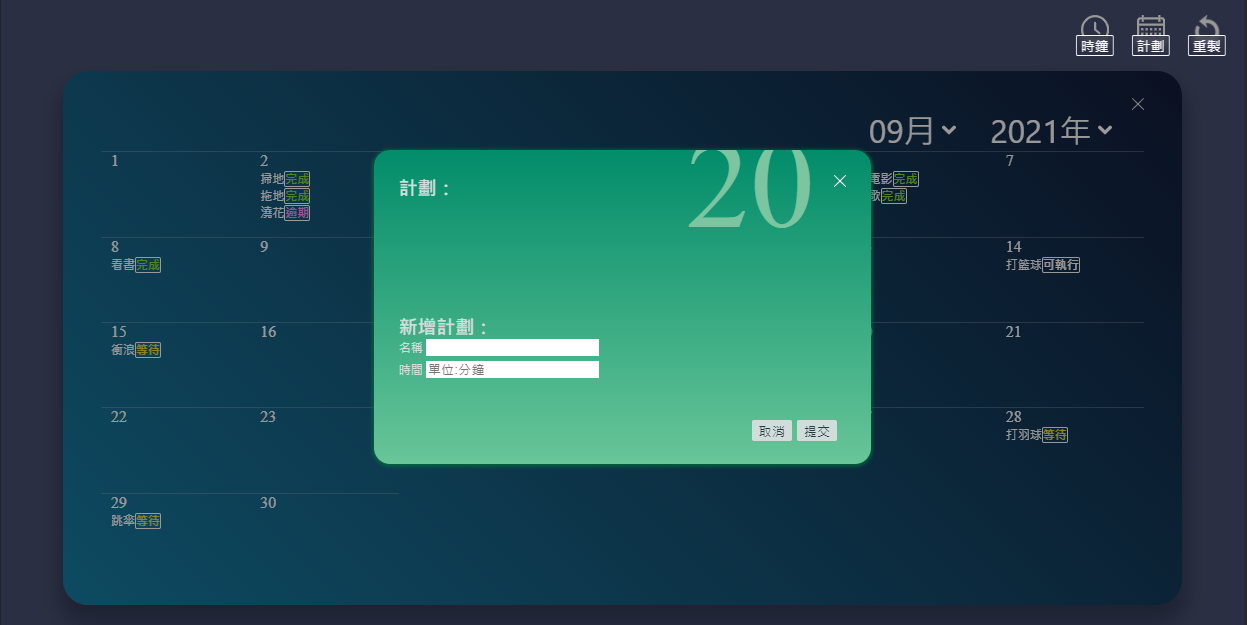 時鐘
計劃
重製
09月
2021年
1
2
掃地完成
拖地完成
澆花逾期
電影完成
歌完成
7
20
計劃：
8
看書完成
9
14
打籃球可執行
新增計劃：
名稱
時間 單位:分鐘
15
衝浪等待
16
21
22
23
28
打羽球等待
取消 提交
29
跳傘等待
30